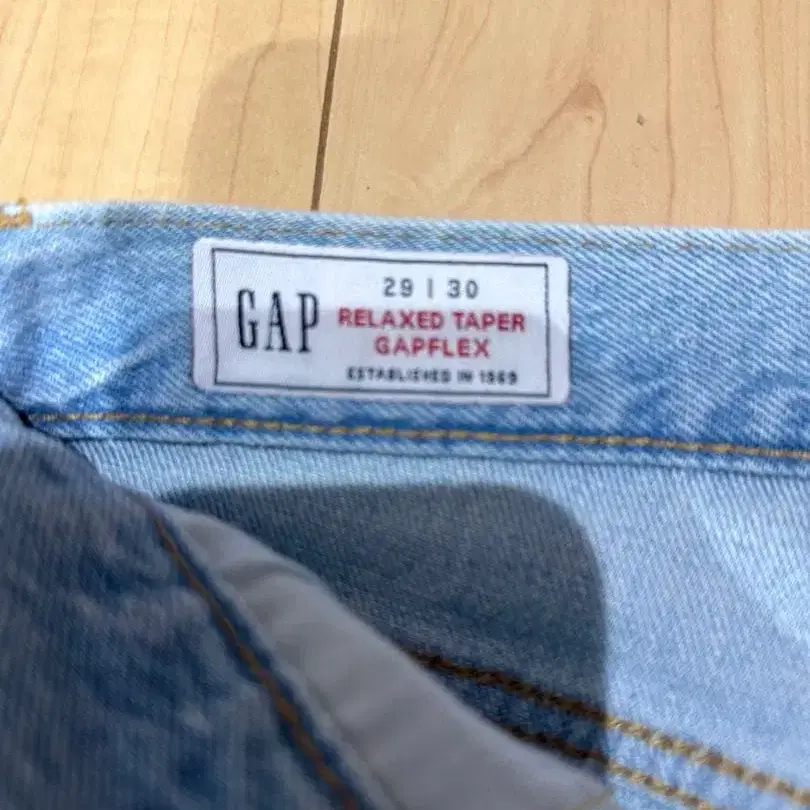 GAP
29 | 30
RELAXED TAPER
GAPFLEX
ESTABLISHED IN 1969